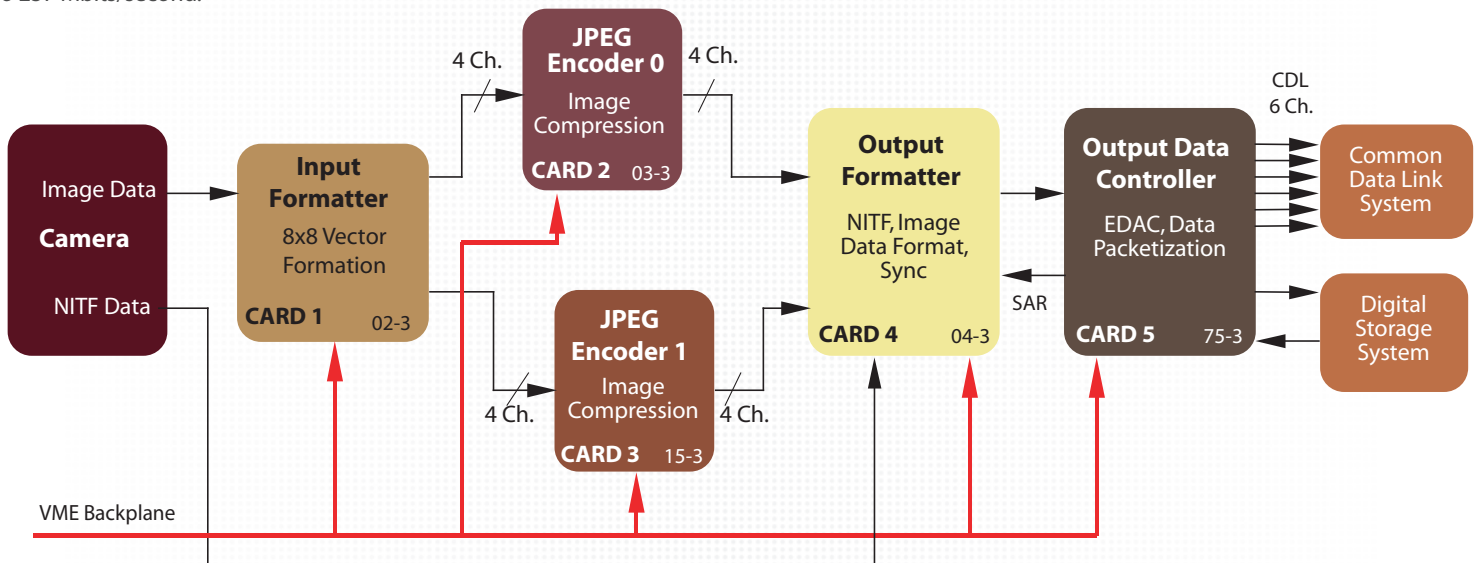 4 Ch.
JPEG
Encoder 0
Image
Compression
CARD 2 03-3
4 Ch.
CDL
6 Ch.
Image Data
Camera
NITF Data
Input
Formatter
8x8 Vector
Formation
CARD 1 02-3
Output
Formatter
NITF, Image
Data Format,
Sync
CARD 4 04-3
SAR
Output Data
Controller
EDAC, Data
Packetization
CARD 5 75-3
Common
Data Link
System
Digital
Storage
System
JPEG
Encoder 1
Image
Compression
CARD 3 15-3
4 Ch.
4 Ch.
VME Backplane